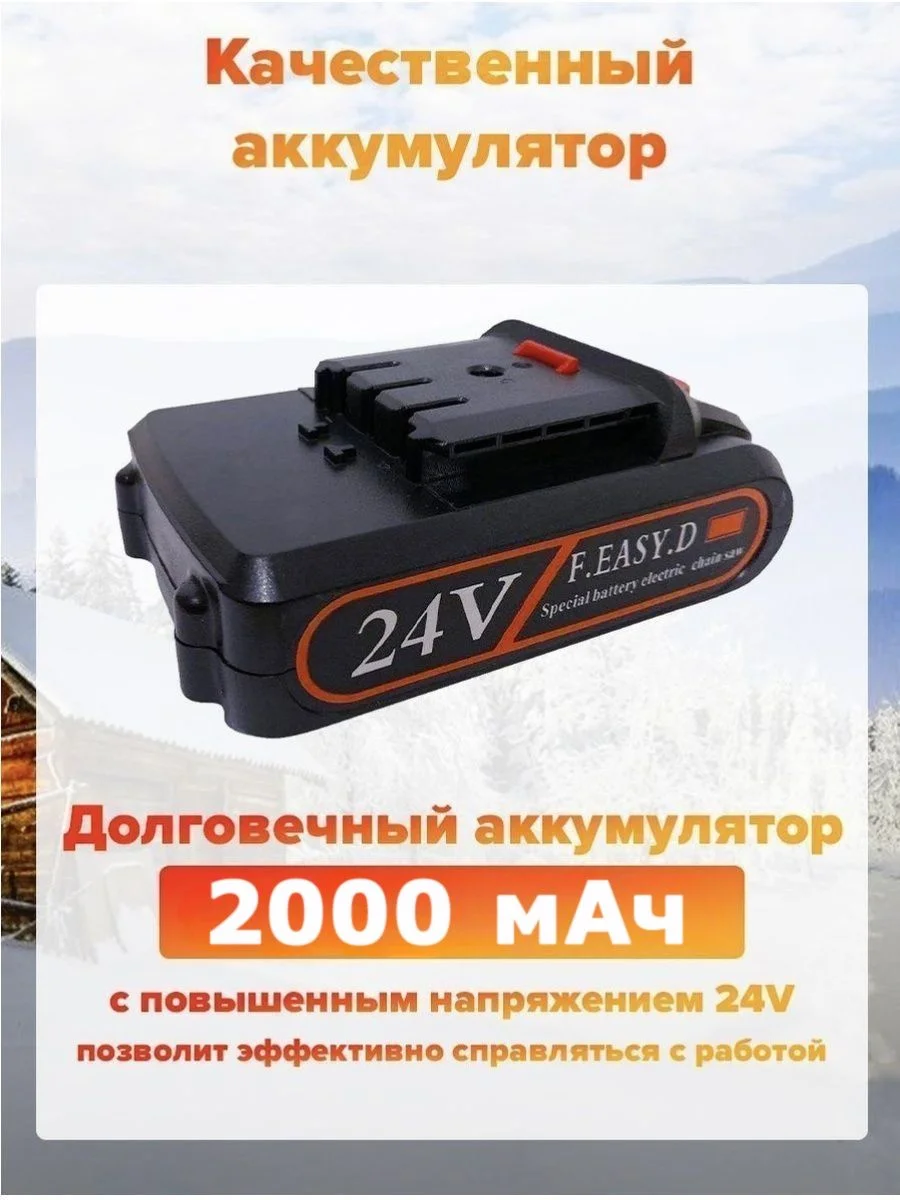 Качественный
аккумулятор
F.EASY.D
24V
Special battery electric chain saw
Долговечный аккумулятор
2000 мАч
с повышенным напряжением 24V
позволит эффективно справляться с работой